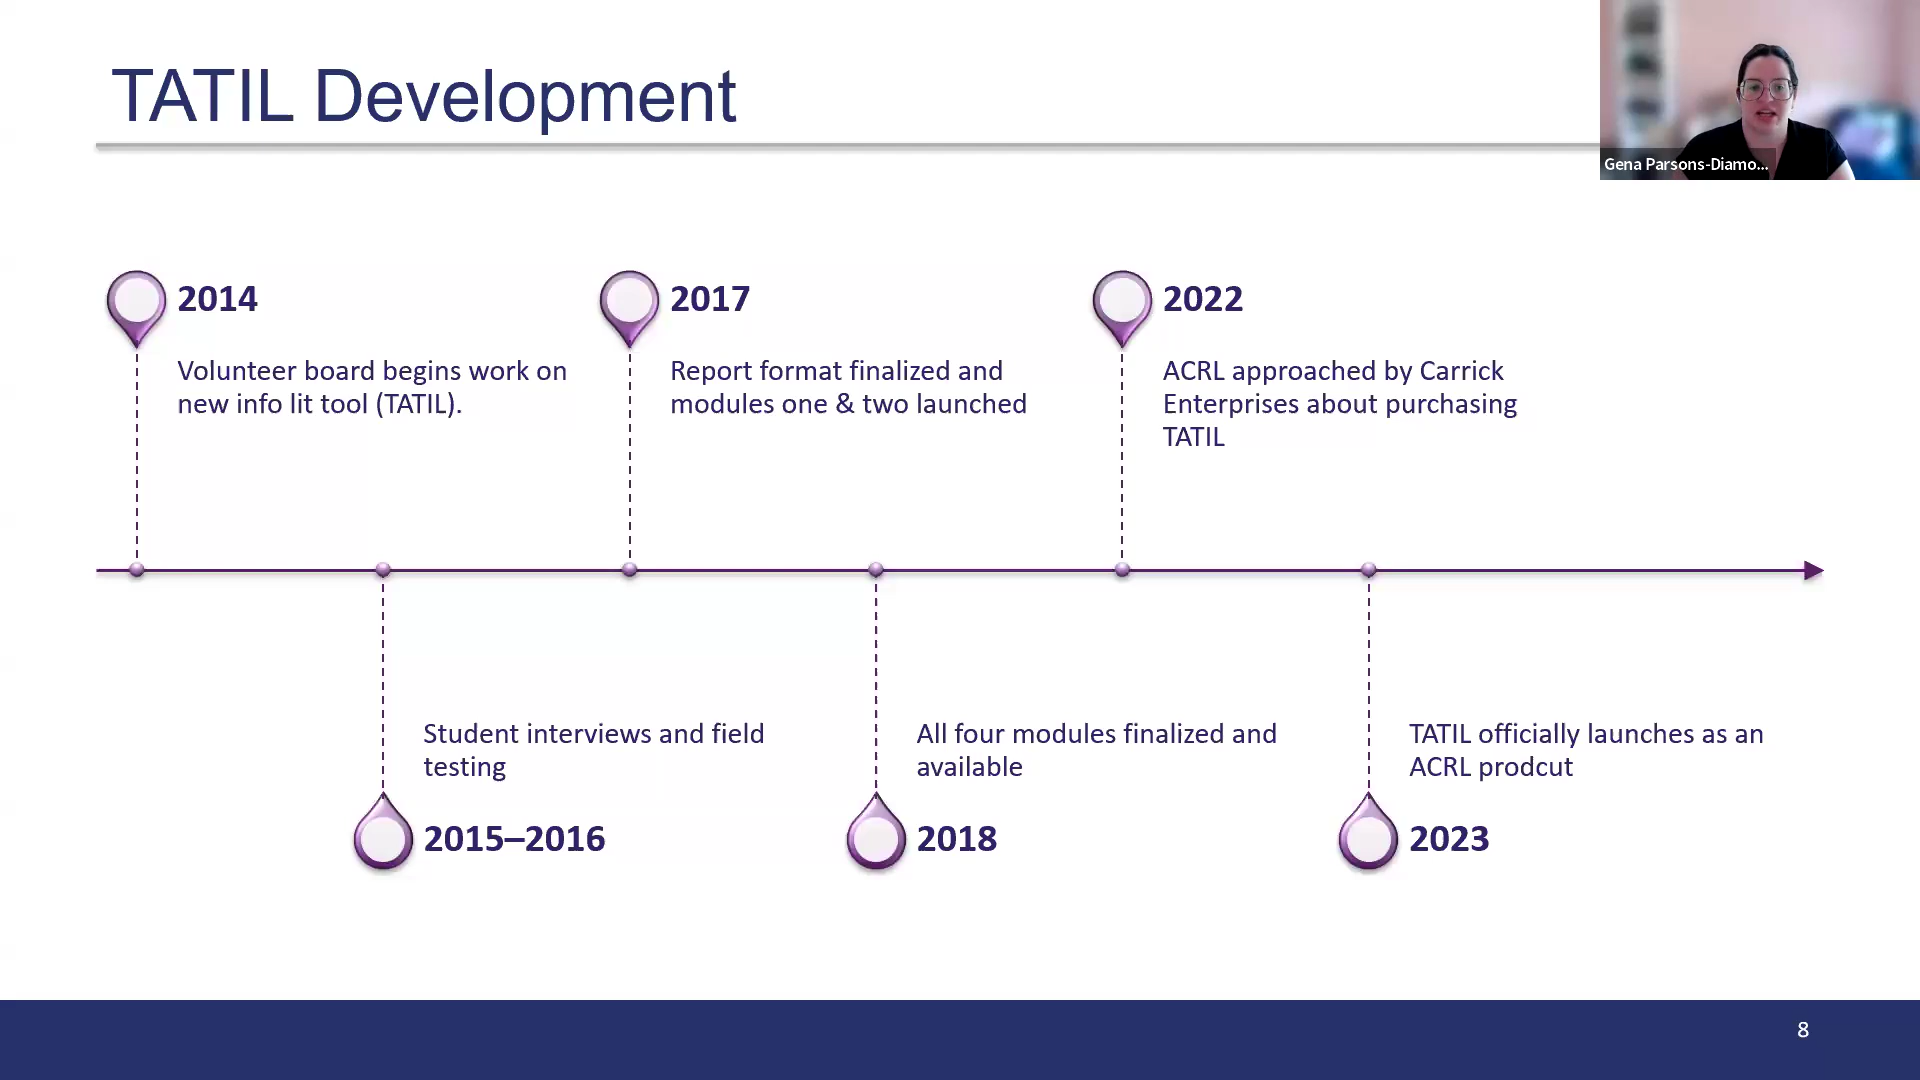 TATIL Development
Gena Parsons-Diamo...
2014
Volunteer board begins work on
new info lit tool (TATIL).
2017
Report format finalized and
modules one & two launched
2022
ACRL approached by Carrick
Enterprises about purchasing
TATIL
Student interviews and field
testing
2015–2016
All four modules finalized and
available
2018
TATIL officially launches as an
ACRL prodcut
2023
8